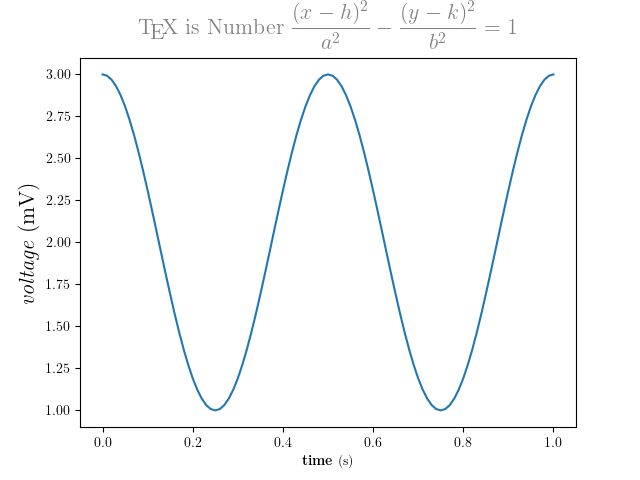 TEX is Number (x − h)²/a² − (y − k)²/b² = 1
3.00
2.75
2.50
2.25
2.00
1.75
1.50
1.25
1.00
voltage (mV)
0.0 0.2 0.4 0.6 0.8 1.0
time (s)